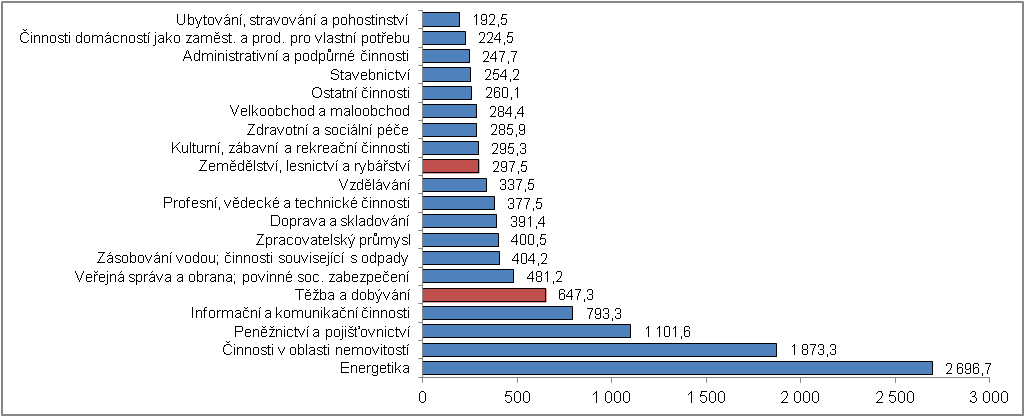 Ubytování, stravování a pohostinství 192,5
Činnosti domácností jako zaměst. a prod. pro vlastní potřebu 224,5
Administrativní a podpůrné činnosti 247,7
Stavebnictví 254,2
Ostatní činnosti 260,1
Velkoobchod a maloobchod 284,4
Zdravotní a sociální péče 285,9
Kulturní, zábavní a rekreační činnosti 295,3
Zemědělství, lesnictví a rybářství 297,5
Vzdělávání 337,5
Profesní, vědecké a technické činnosti 377,5
Doprava a skladování 391,4
Zpracovatelský průmysl 400,5
Zásobování vodou; činnosti související s odpady 404,2
Veřejná správa a obrana; povinné soc. zabezpečení 481,2
Těžba a dobývání 647,3
Informační a komunikační činnosti 793,3
Peněžnictví a pojišťovnictví 1 101,6
Činnosti v oblasti nemovitostí 1 873,3
Energetika 2 696,7
0 500 1 000 1 500 2 000 2 500 3 000